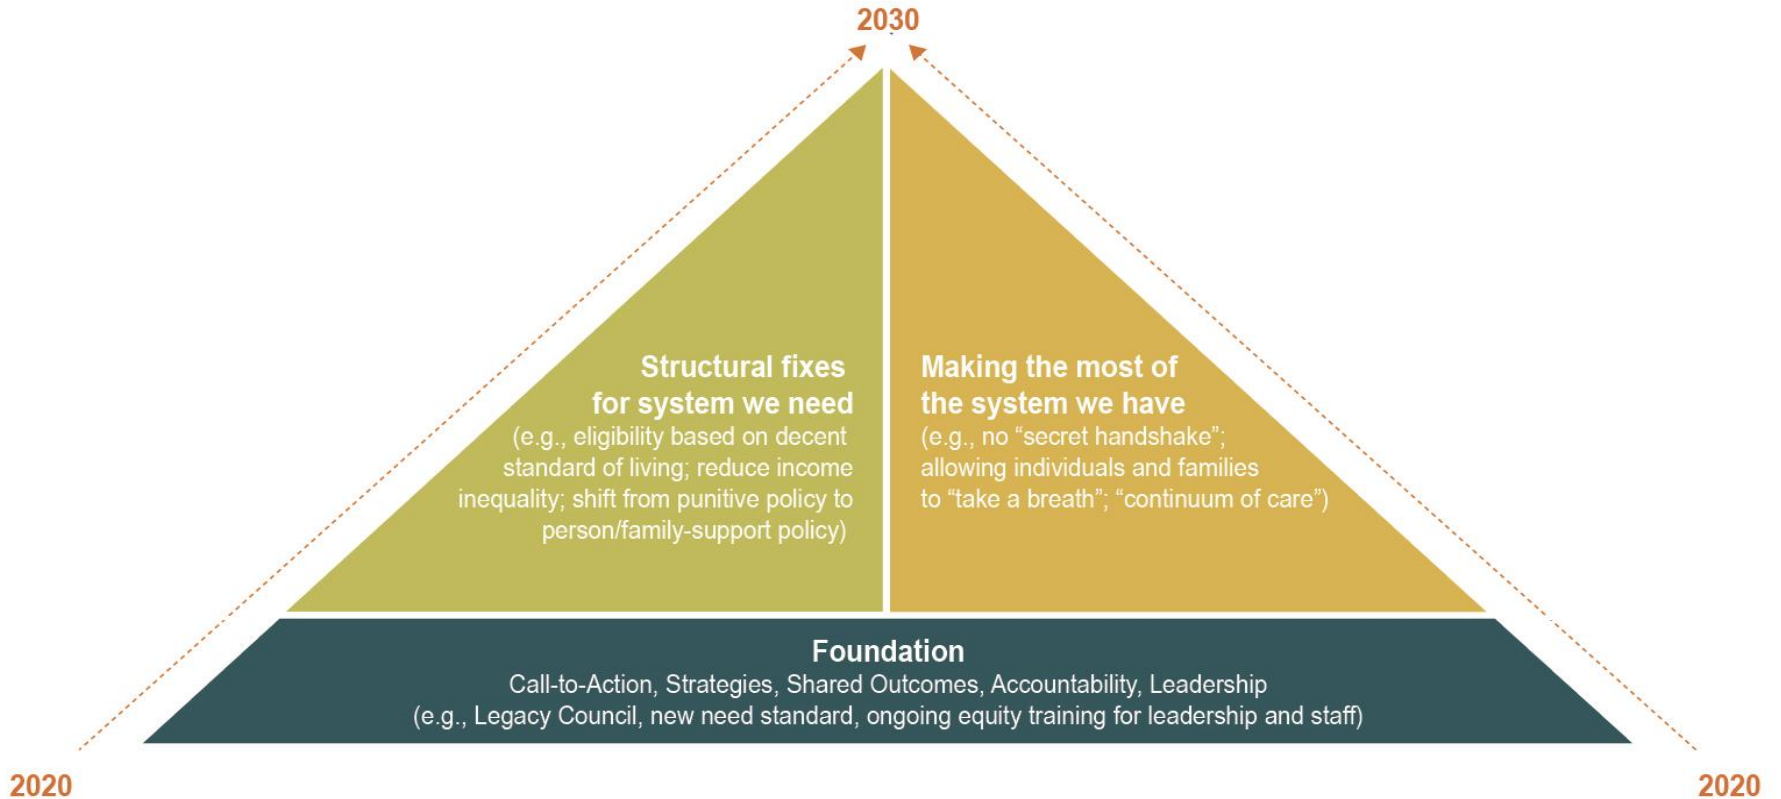 2030
Structural fixes
for system we need
(e.g., eligibility based on decent
standard of living; reduce income
inequality; shift from punitive policy to
person/family-support policy)
Making the most of
the system we have
(e.g., no “secret handshake”;
allowing individuals and families
to “take a breath”; “continuum of care”)
Foundation
Call-to-Action, Strategies, Shared Outcomes, Accountability, Leadership
(e.g., Legacy Council, new need standard, ongoing equity training for leadership and staff)
2020
2020